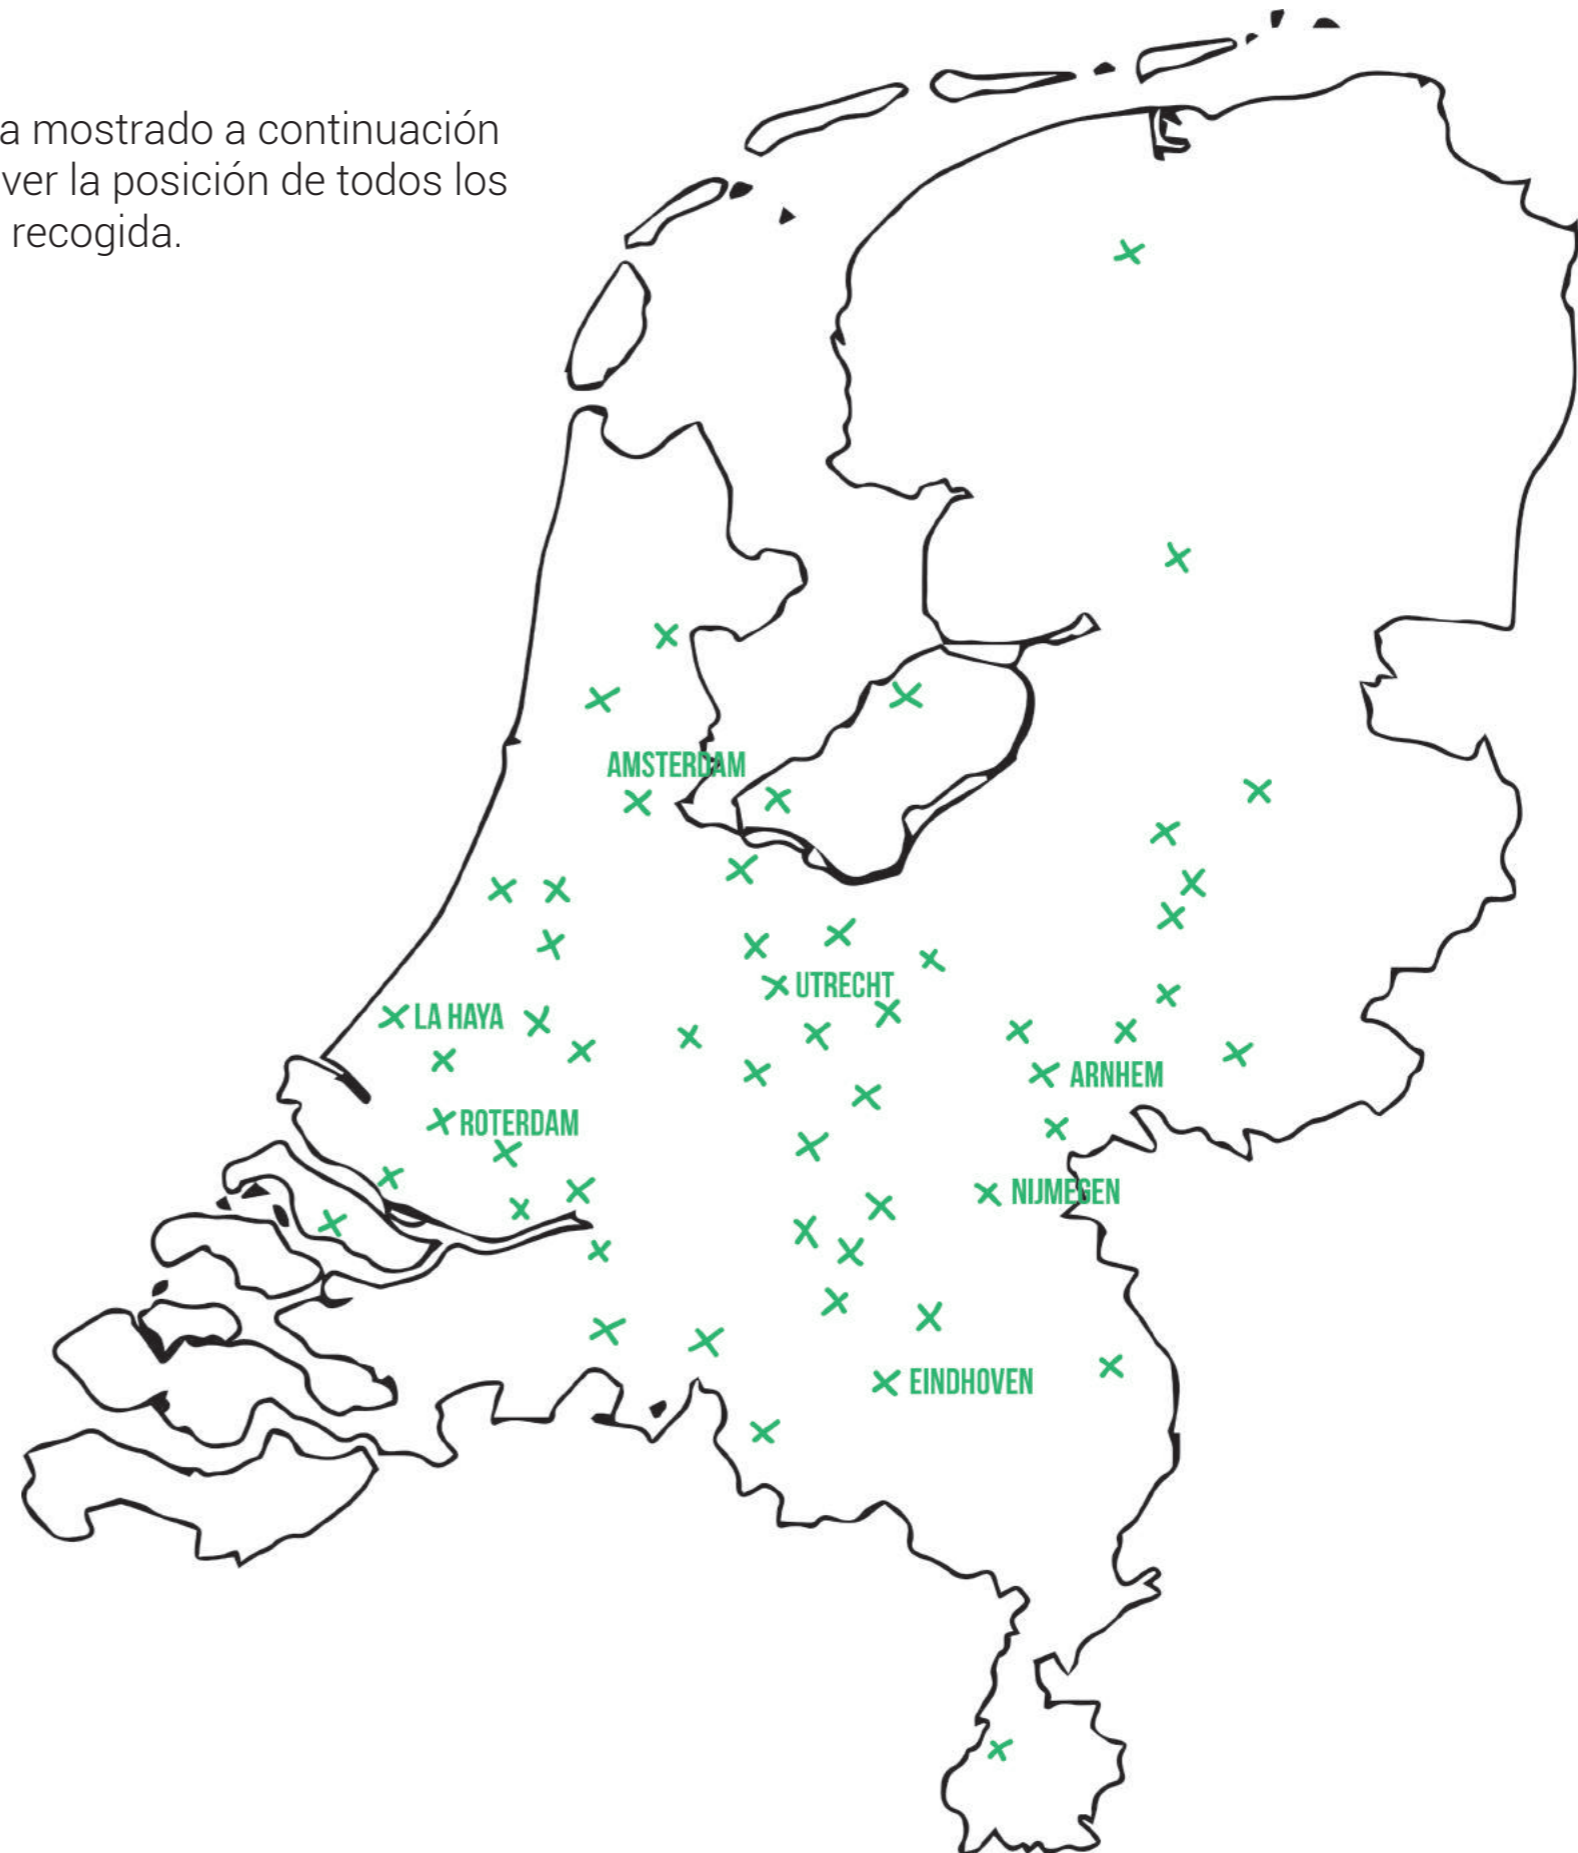 a mostrado a continuación
ver la posición de todos los
recogida.
AMSTERDAM
UTRECHT
LA HAYA
ARNHEM
ROTERDAM
NIJMEGEN
EINDHOVEN